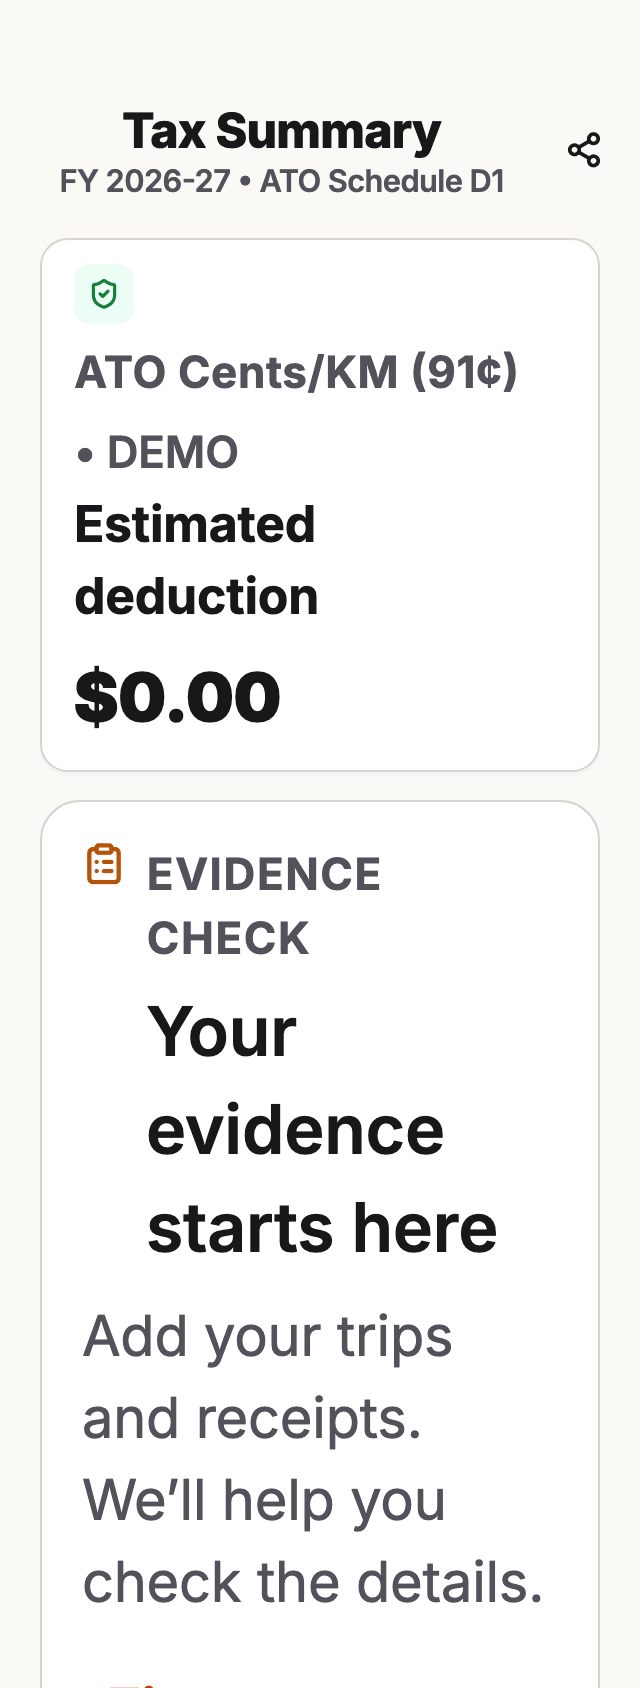 Tax Summary
FY 2026-27 • ATO Schedule D1
ATO Cents/KM (91¢)
• DEMO
Estimated
deduction
$0.00
EVIDENCE
CHECK
Your
evidence
starts here
Add your trips
and receipts.
We’ll help you
check the details.